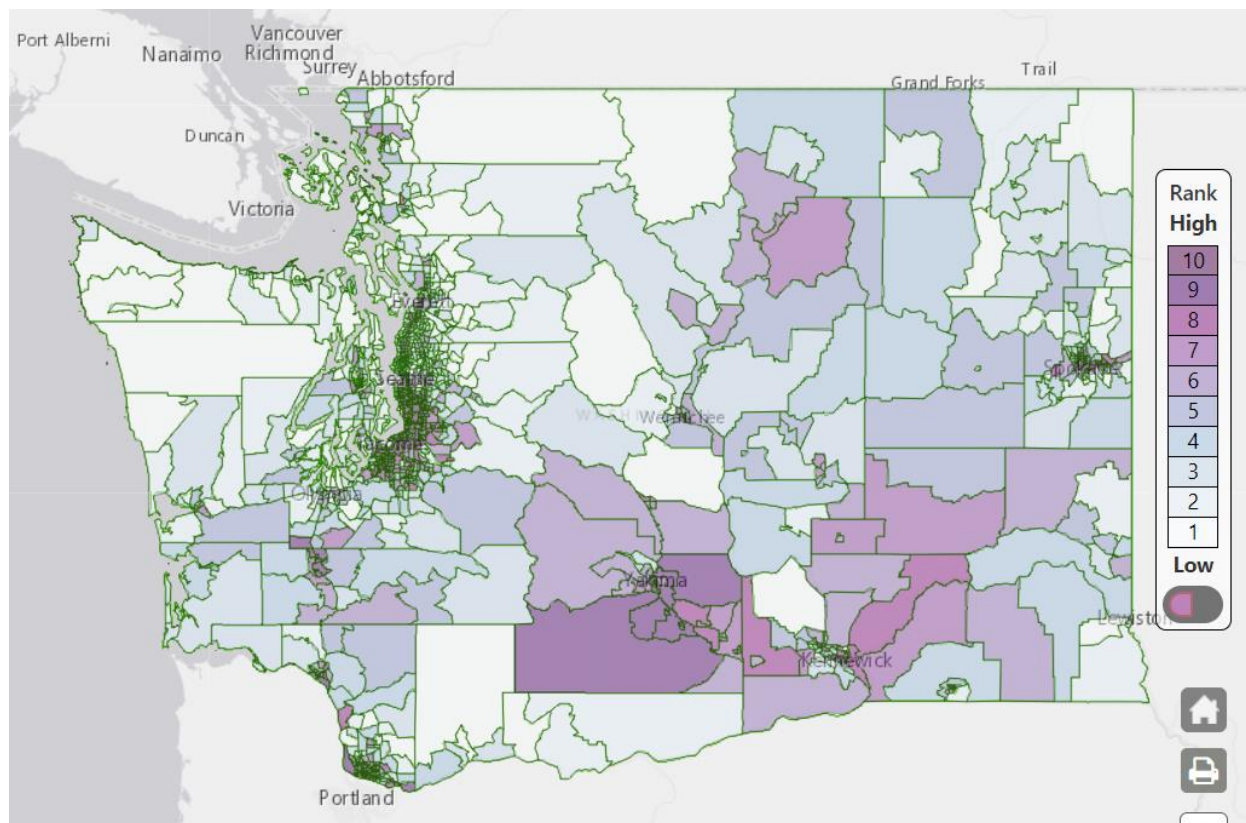 Port Alberni
Nanaimo
Vancouver
Richmond
Surrey
Abbotsford
Duncan
Victoria
Grand Forks
Trail
Everett
Seattle
Tacoma
Olympia
Wenatchee
Spokane
Yakima
Kennewick
Lewiston
Portland
Rank
High
10
9
8
7
6
5
4
3
2
1
Low